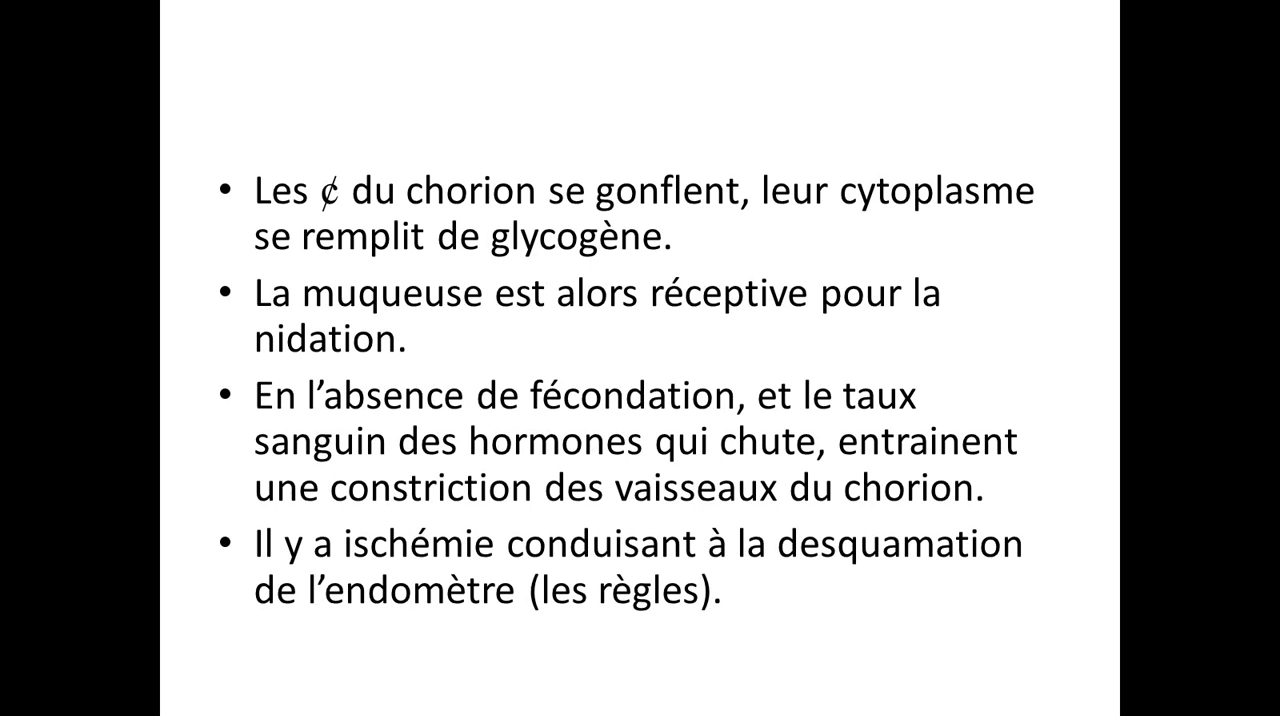 • Les ¢ du chorion se gonflent, leur cytoplasme
se remplit de glycogène.
• La muqueuse est alors réceptive pour la
nidation.
• En l’absence de fécondation, et le taux
sanguin des hormones qui chute, entrainent
une constriction des vaisseaux du chorion.
• Il y a ischémie conduisant à la desquamation
de l’endomètre (les règles).